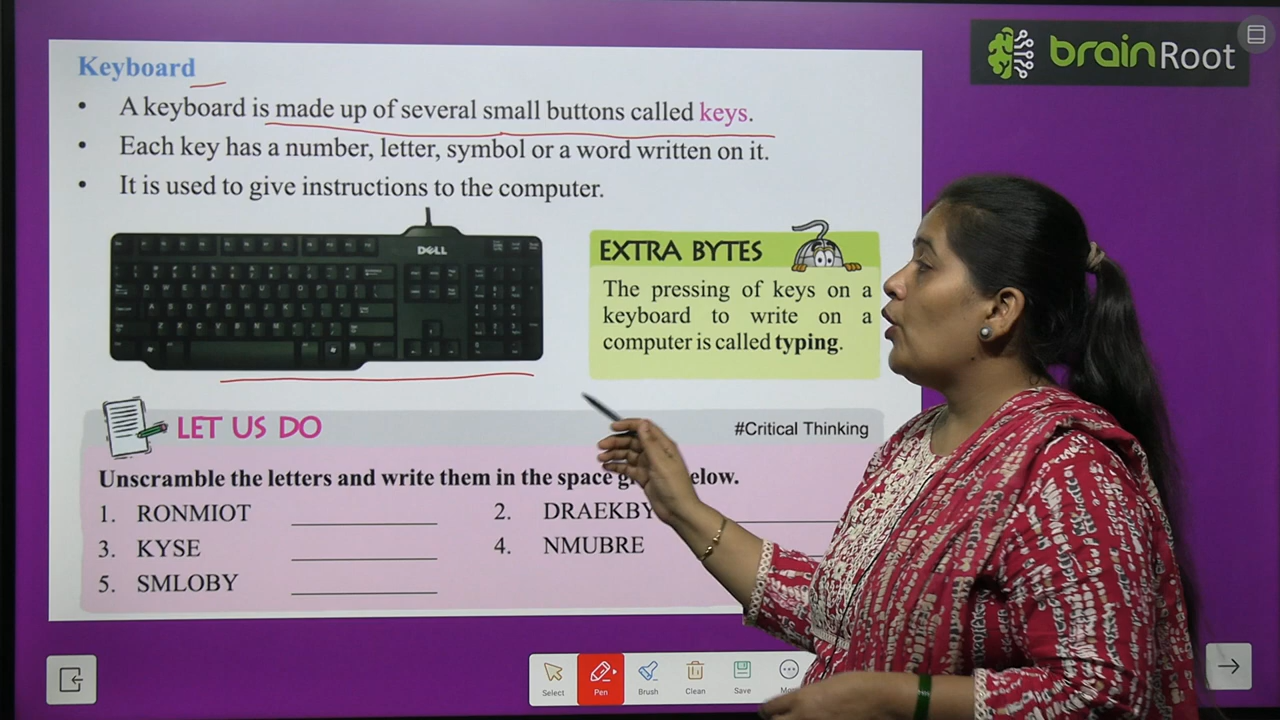 brainRoot
Keyboard
• A keyboard is made up of several small buttons called keys.
• Each key has a number, letter, symbol or a word written on it.
• It is used to give instructions to the computer.
DELL
EXTRA BYTES
The pressing of keys on a
keyboard to write on a
computer is called typing.
LET US DO
#Critical Thinking
Unscramble the letters and write them in the space
1. RONMIOT
2. DRAEKBY
3. KYSE
4. NMUBRE
5. SMLOBY
Select Pen Brush Clean Save